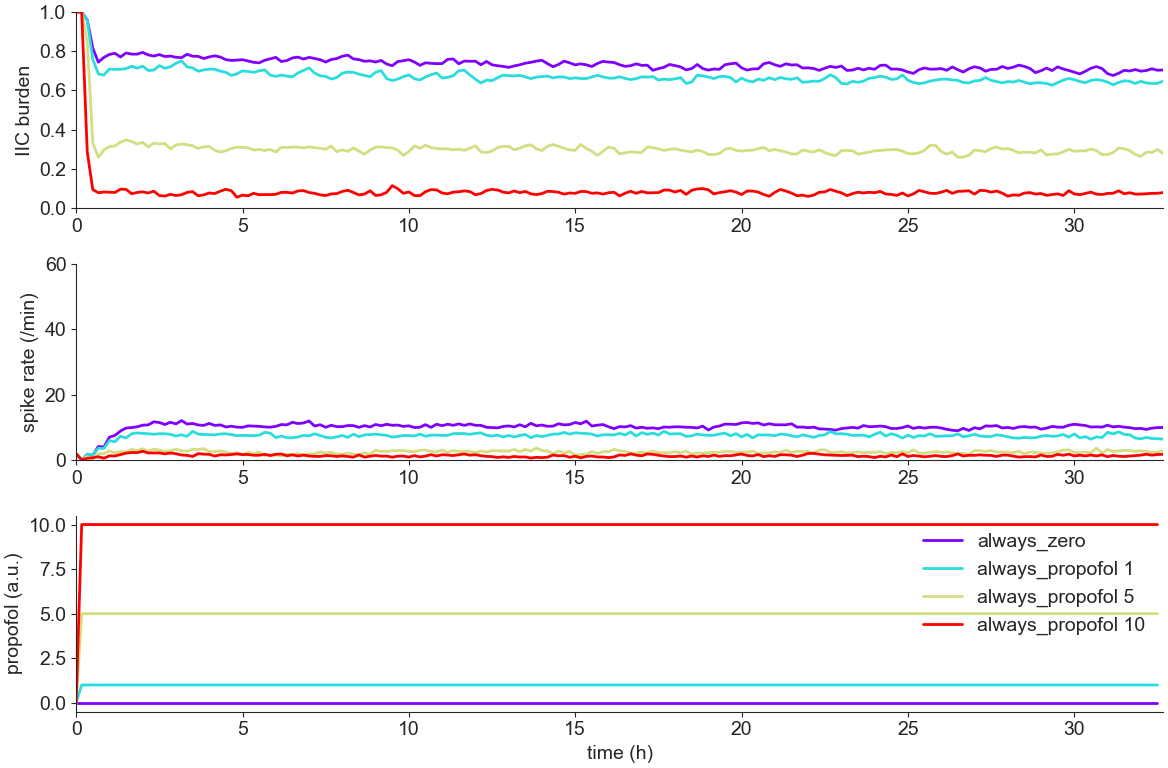 IIC burden
1.0
0.8
0.6
0.4
0.2
0.0
0 5 10 15 20 25 30
spike rate (/min)
60
40
20
0
0 5 10 15 20 25 30
propofol (a.u.)
10.0
7.5
5.0
2.5
0.0
always_zero
always_propofol 1
always_propofol 5
always_propofol 10
0 5 10 15 20 25 30
time (h)